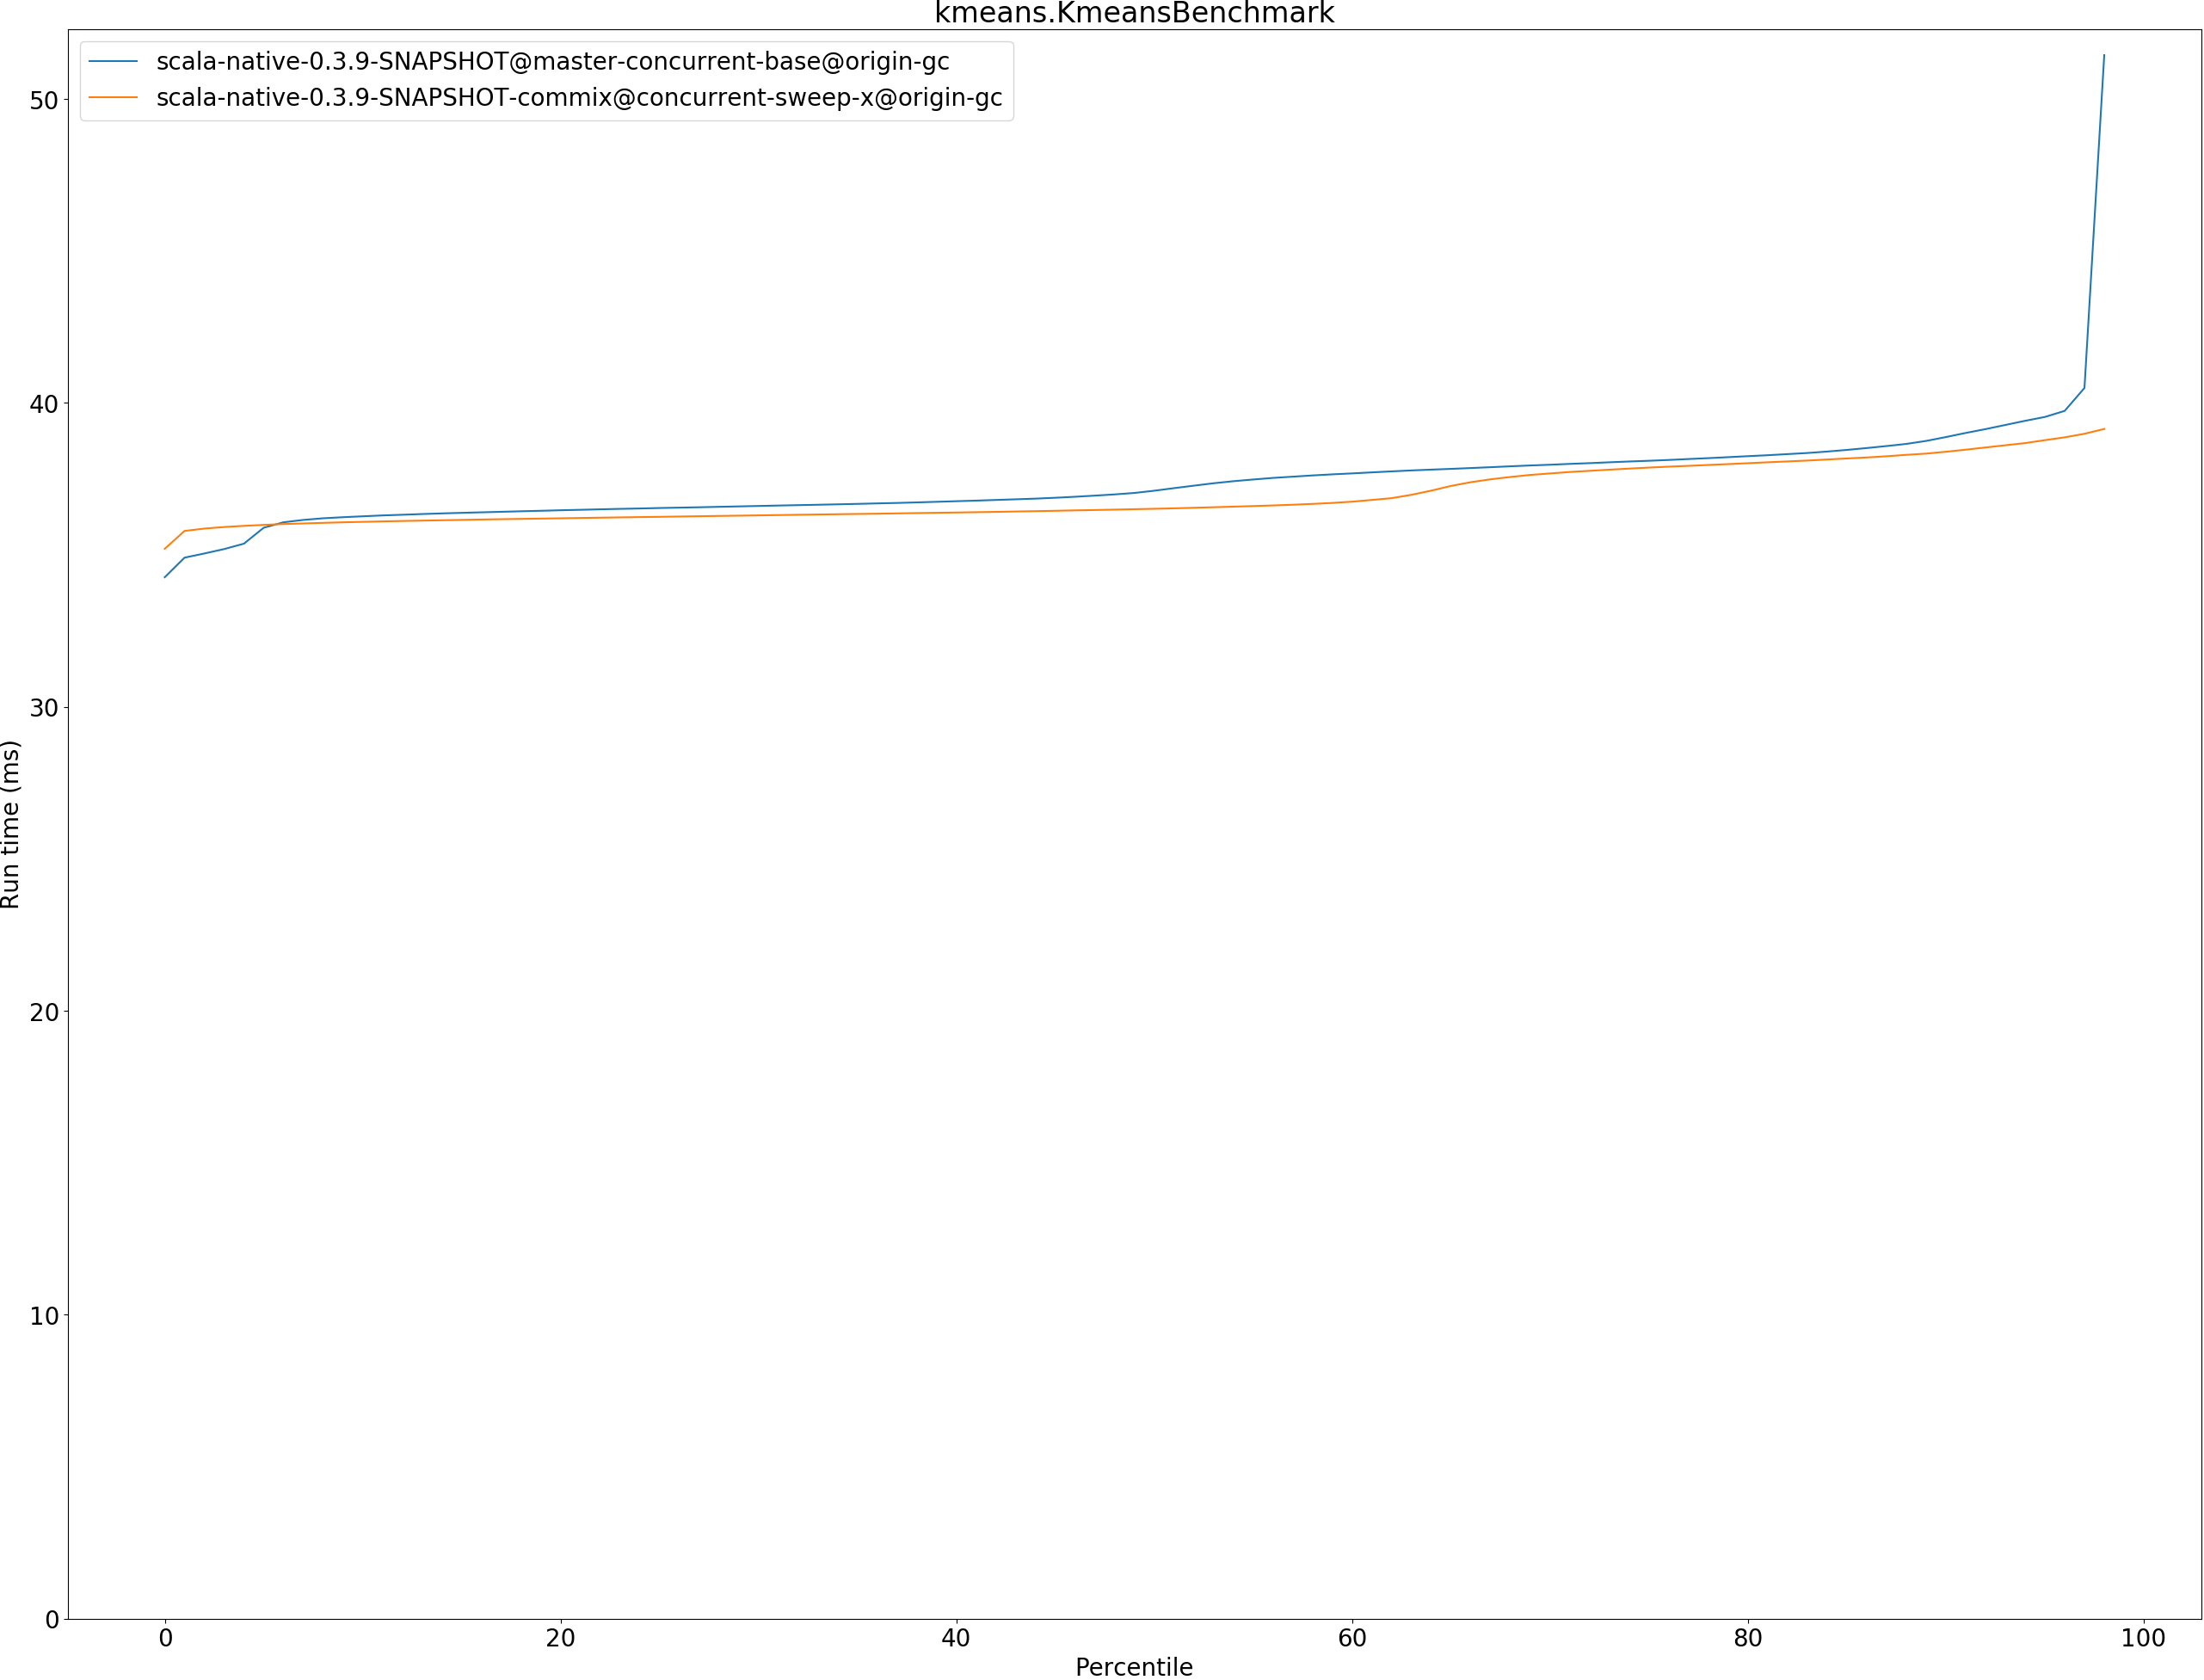 kmeans.KmeansBenchmark
scala-native-0.3.9-SNAPSHOT@master-concurrent-base@origin-gc
scala-native-0.3.9-SNAPSHOT-commix@concurrent-sweep-x@origin-gc
50
40
30
20
10
0
Run time (ms)
0 20 40 60 80 100
Percentile